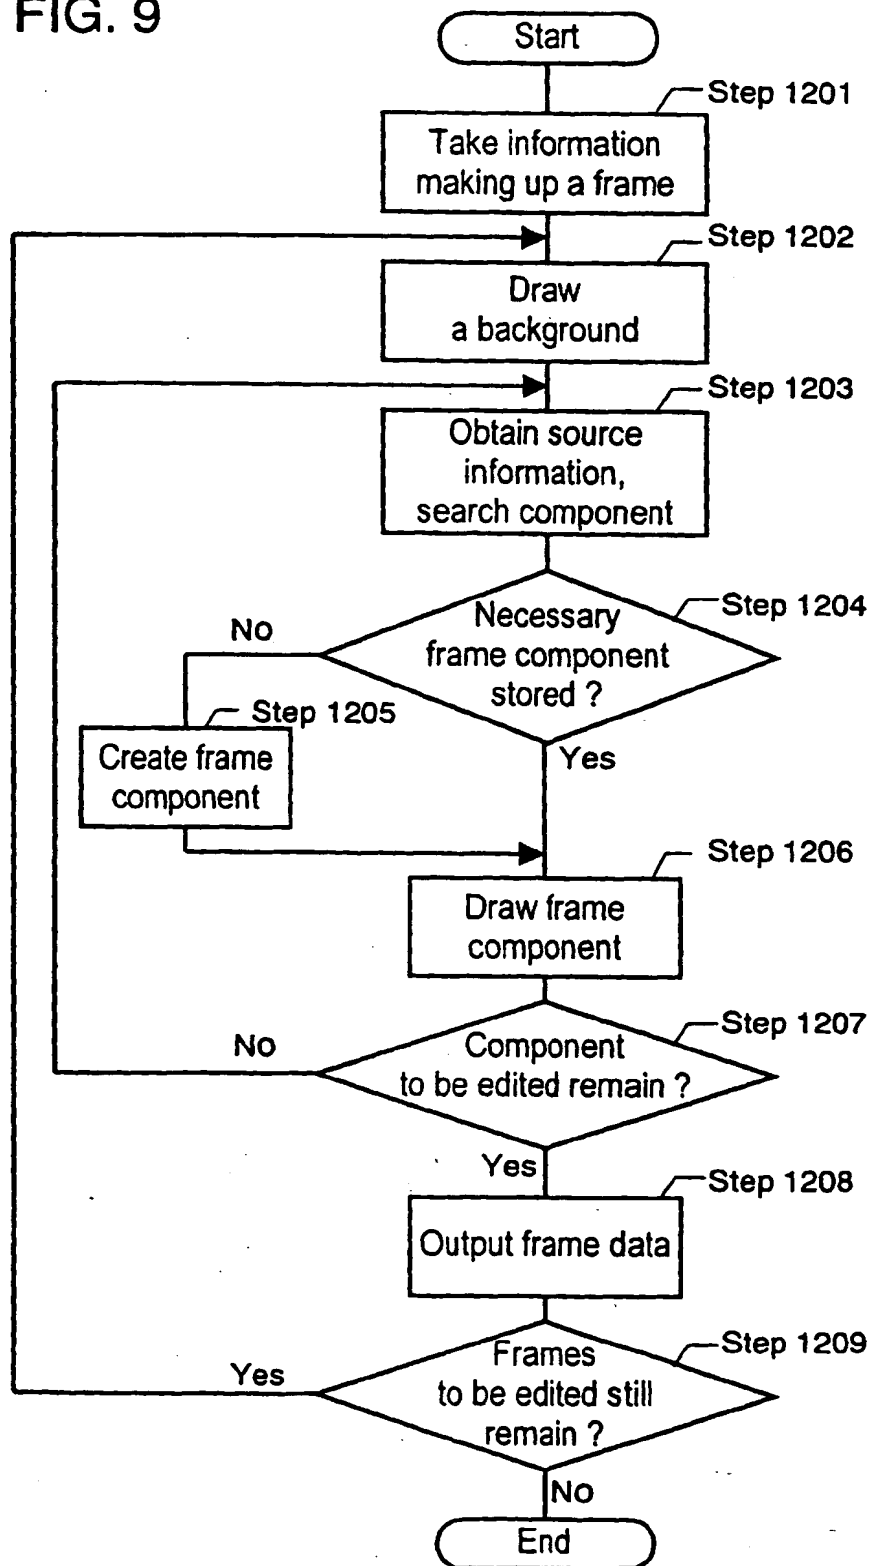 FIG. 9
Start
Step 1201
Take information
making up a frame
Step 1202
Draw
a background
Step 1203
Obtain source
information,
search component
Step 1204
Necessary
frame component
stored ?
No
Yes
Step 1205
Create frame
component
Step 1206
Draw frame
component
Step 1207
Component
to be edited remain ?
No
Yes
Step 1208
Output frame data
Step 1209
Frames
to be edited still
remain ?
Yes
No
End